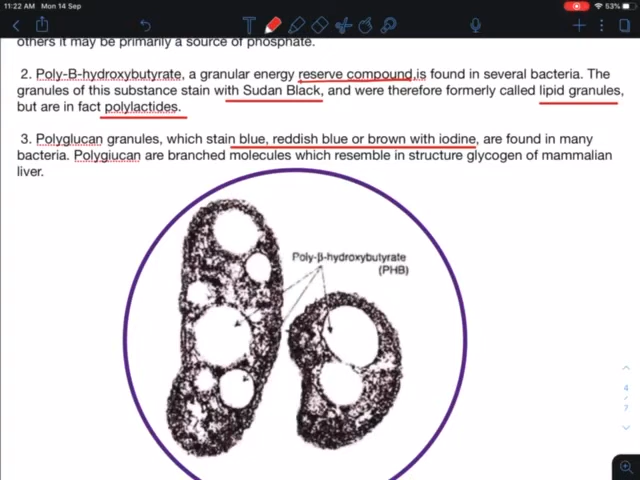 11:22 AM Mon 14 Sep
53%
others it may be primarily a source of phosphate.
2. Poly-B-hydroxybutyrate, a granular energy reserve compound,is found in several bacteria. The
granules of this substance stain with Sudan Black, and were therefore formerly called lipid granules,
but are in fact polylactides.
3. Polyglucan granules, which stain blue, reddish blue or brown with iodine, are found in many
bacteria. Polygiucan are branched molecules which resemble in structure glycogen of mammalian
liver.
Poly-β-hydroxybutyrate
(PHB)
4
/
7